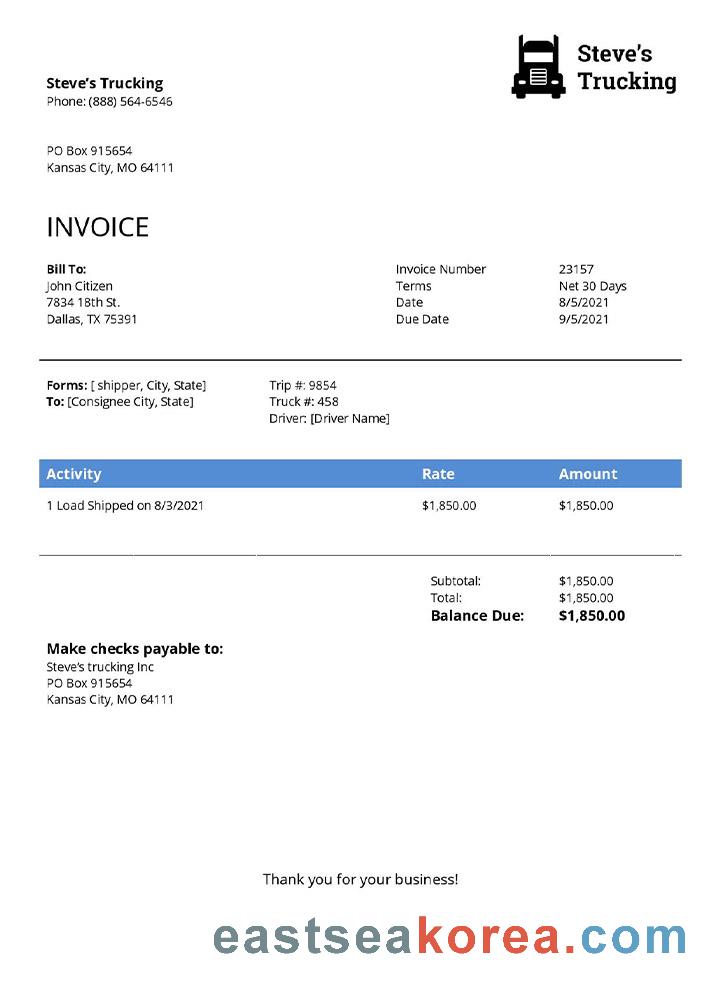 Steve's
Trucking
Steve's Trucking
Phone: (888) 564-6546
PO Box 915654
Kansas City, MO 64111
INVOICE
Bill To:
John Citizen
7834 18th St.
Dallas, TX 75391
Invoice Number 23157
Terms Net 30 Days
Date 8/5/2021
Due Date 9/5/2021
Forms: [ shipper, City, State]
To: [Consignee City, State]
Trip #: 9854
Truck #: 458
Driver: [Driver Name]
Activity Rate Amount
1 Load Shipped on 8/3/2021 $1,850.00 $1,850.00
Subtotal: $1,850.00
Total: $1,850.00
Balance Due: $1,850.00
Make checks payable to:
Steve's trucking Inc
PO Box 915654
Kansas City, MO 64111
Thank you for your business!
eastseakorea.com